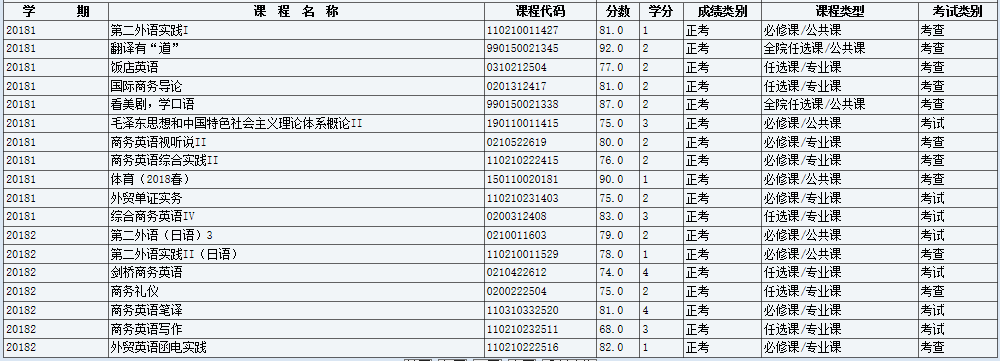 学 期 课 程 名 称 课程代码 分数 学分 成绩类别 课程类型 考试类别
20181 第二外语实践I 110210011427 81.0 1 正考 必修课/公共课 考查
20181 翻译有“道” 990150021345 92.0 2 正考 全院任选课/公共课 考查
20181 饭店英语 0310212504 77.0 2 正考 任选课/专业课 考查
20181 国际商务导论 0201312417 81.0 2 正考 任选课/专业课 考查
20181 看美剧，学口语 990150021338 87.0 2 正考 全院任选课/公共课 考查
20181 毛泽东思想和中国特色社会主义理论体系概论II 190110011415 75.0 3 正考 必修课/公共课 考试
20181 商务英语视听说II 0210522619 80.0 2 正考 必修课/专业课 考查
20181 商务英语综合实践II 110210222415 76.0 2 正考 必修课/专业课 考查
20181 体育（2018春） 150110020181 90.0 1 正考 必修课/公共课 考查
20181 外贸单证实务 110210231403 75.0 2 正考 必修课/专业课 考试
20181 综合商务英语IV 0200312408 83.0 3 正考 任选课/专业课 考试
20182 第二外语（日语）3 0210011603 79.0 2 正考 必修课/公共课 考试
20182 第二外语实践II（日语） 110210011529 78.0 1 正考 必修课/公共课 考查
20182 剑桥商务英语 0210422612 74.0 4 正考 任选课/专业课 考试
20182 商务礼仪 0200222504 75.0 2 正考 任选课/专业课 考查
20182 商务英语笔译 110310332520 81.0 4 正考 必修课/专业课 考试
20182 商务英语写作 110210232511 68.0 3 正考 任选课/专业课 考试
20182 外贸英语函电实践 110210222516 82.0 1 正考 必修课/专业课 考查